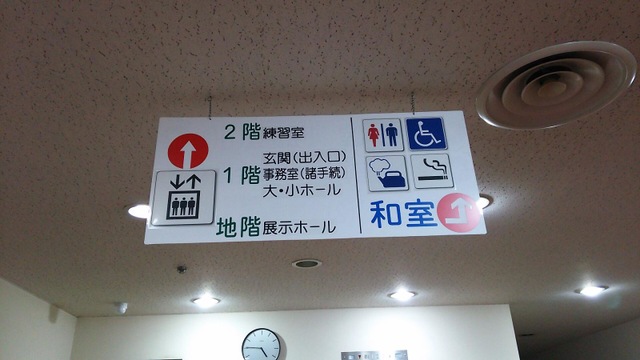 2階 練習室
玄関(出入口)
1階 事務室(諸手続)
大・小ホール
地階 展示ホール
和室